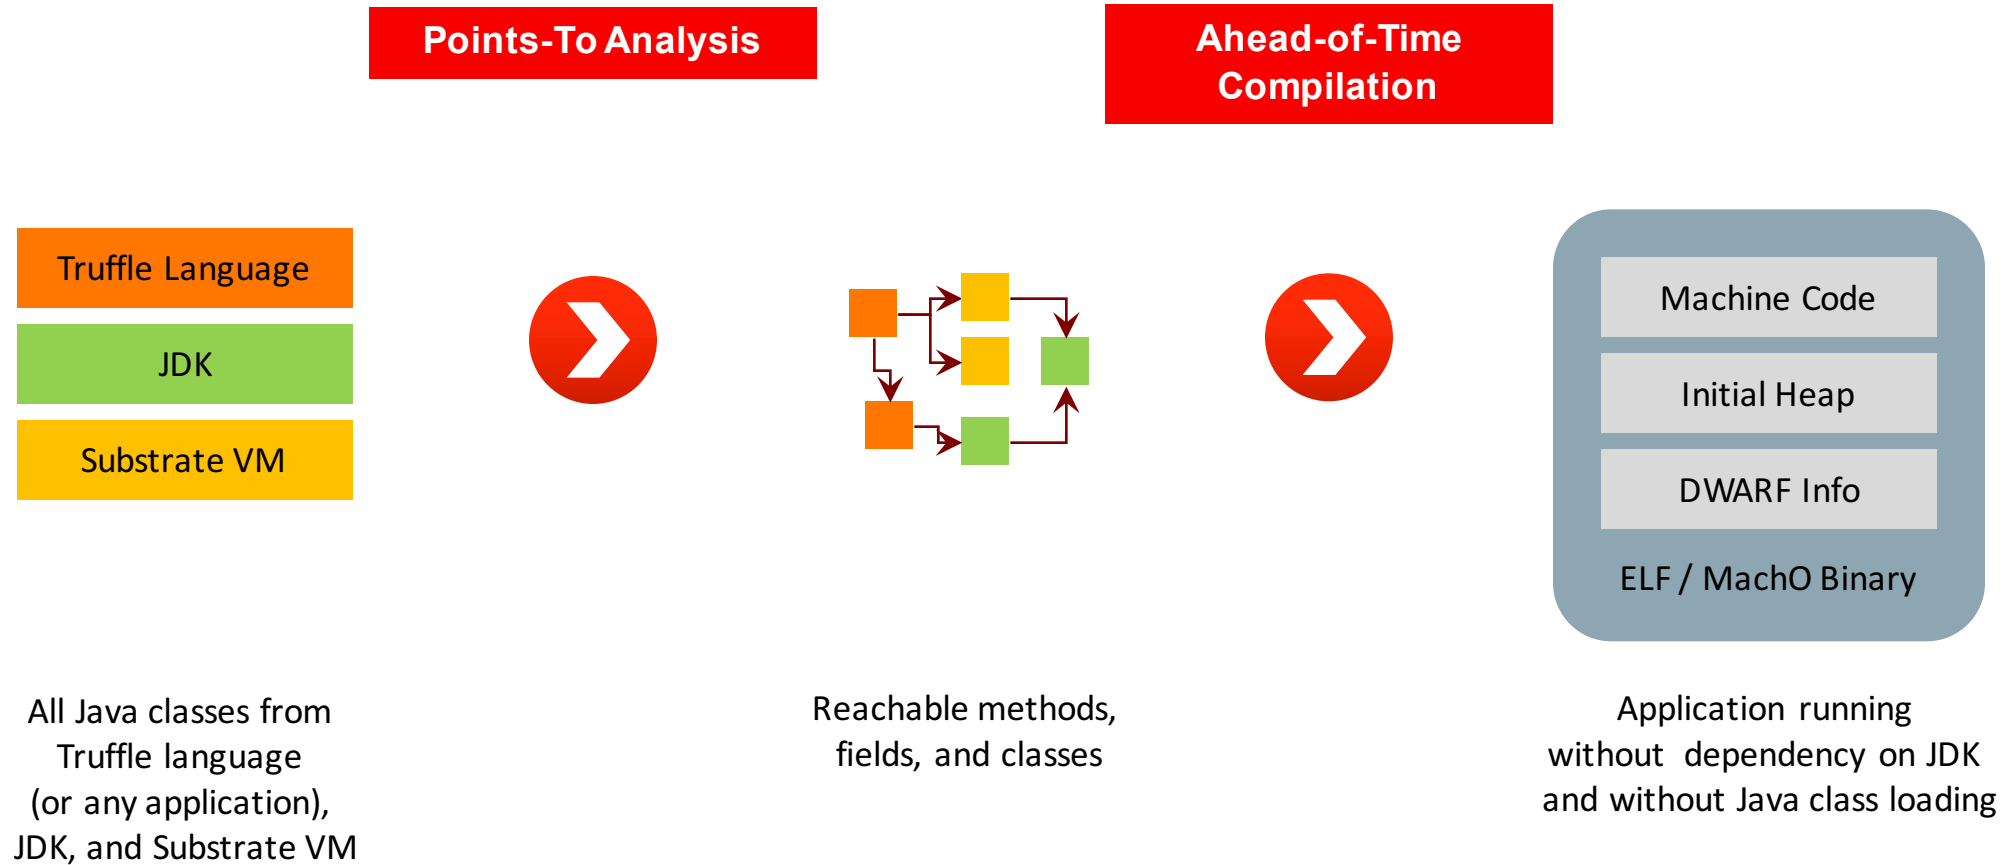 Points-To Analysis
Ahead-of-Time
Compilation
Truffle Language
JDK
Substrate VM
Machine Code
Initial Heap
DWARF Info
ELF / MachO Binary
All Java classes from
Truffle language
(or any application),
JDK, and Substrate VM
Reachable methods,
fields, and classes
Application running
without dependency on JDK
and without Java class loading